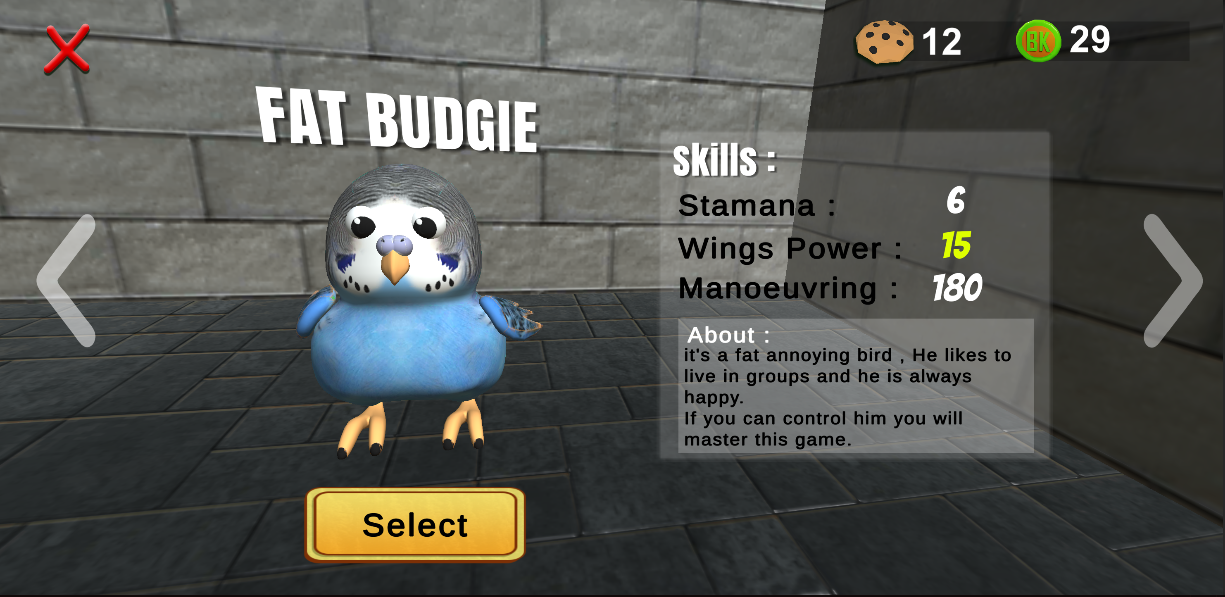 12
BK 29
FAT BUDGIE
Skills :
Stamana : 6
Wings Power : 15
Manoeuvring : 180
About :
it's a fat annoying bird , He likes to
live in groups and he is always
happy.
If you can control him you will
master this game.
Select